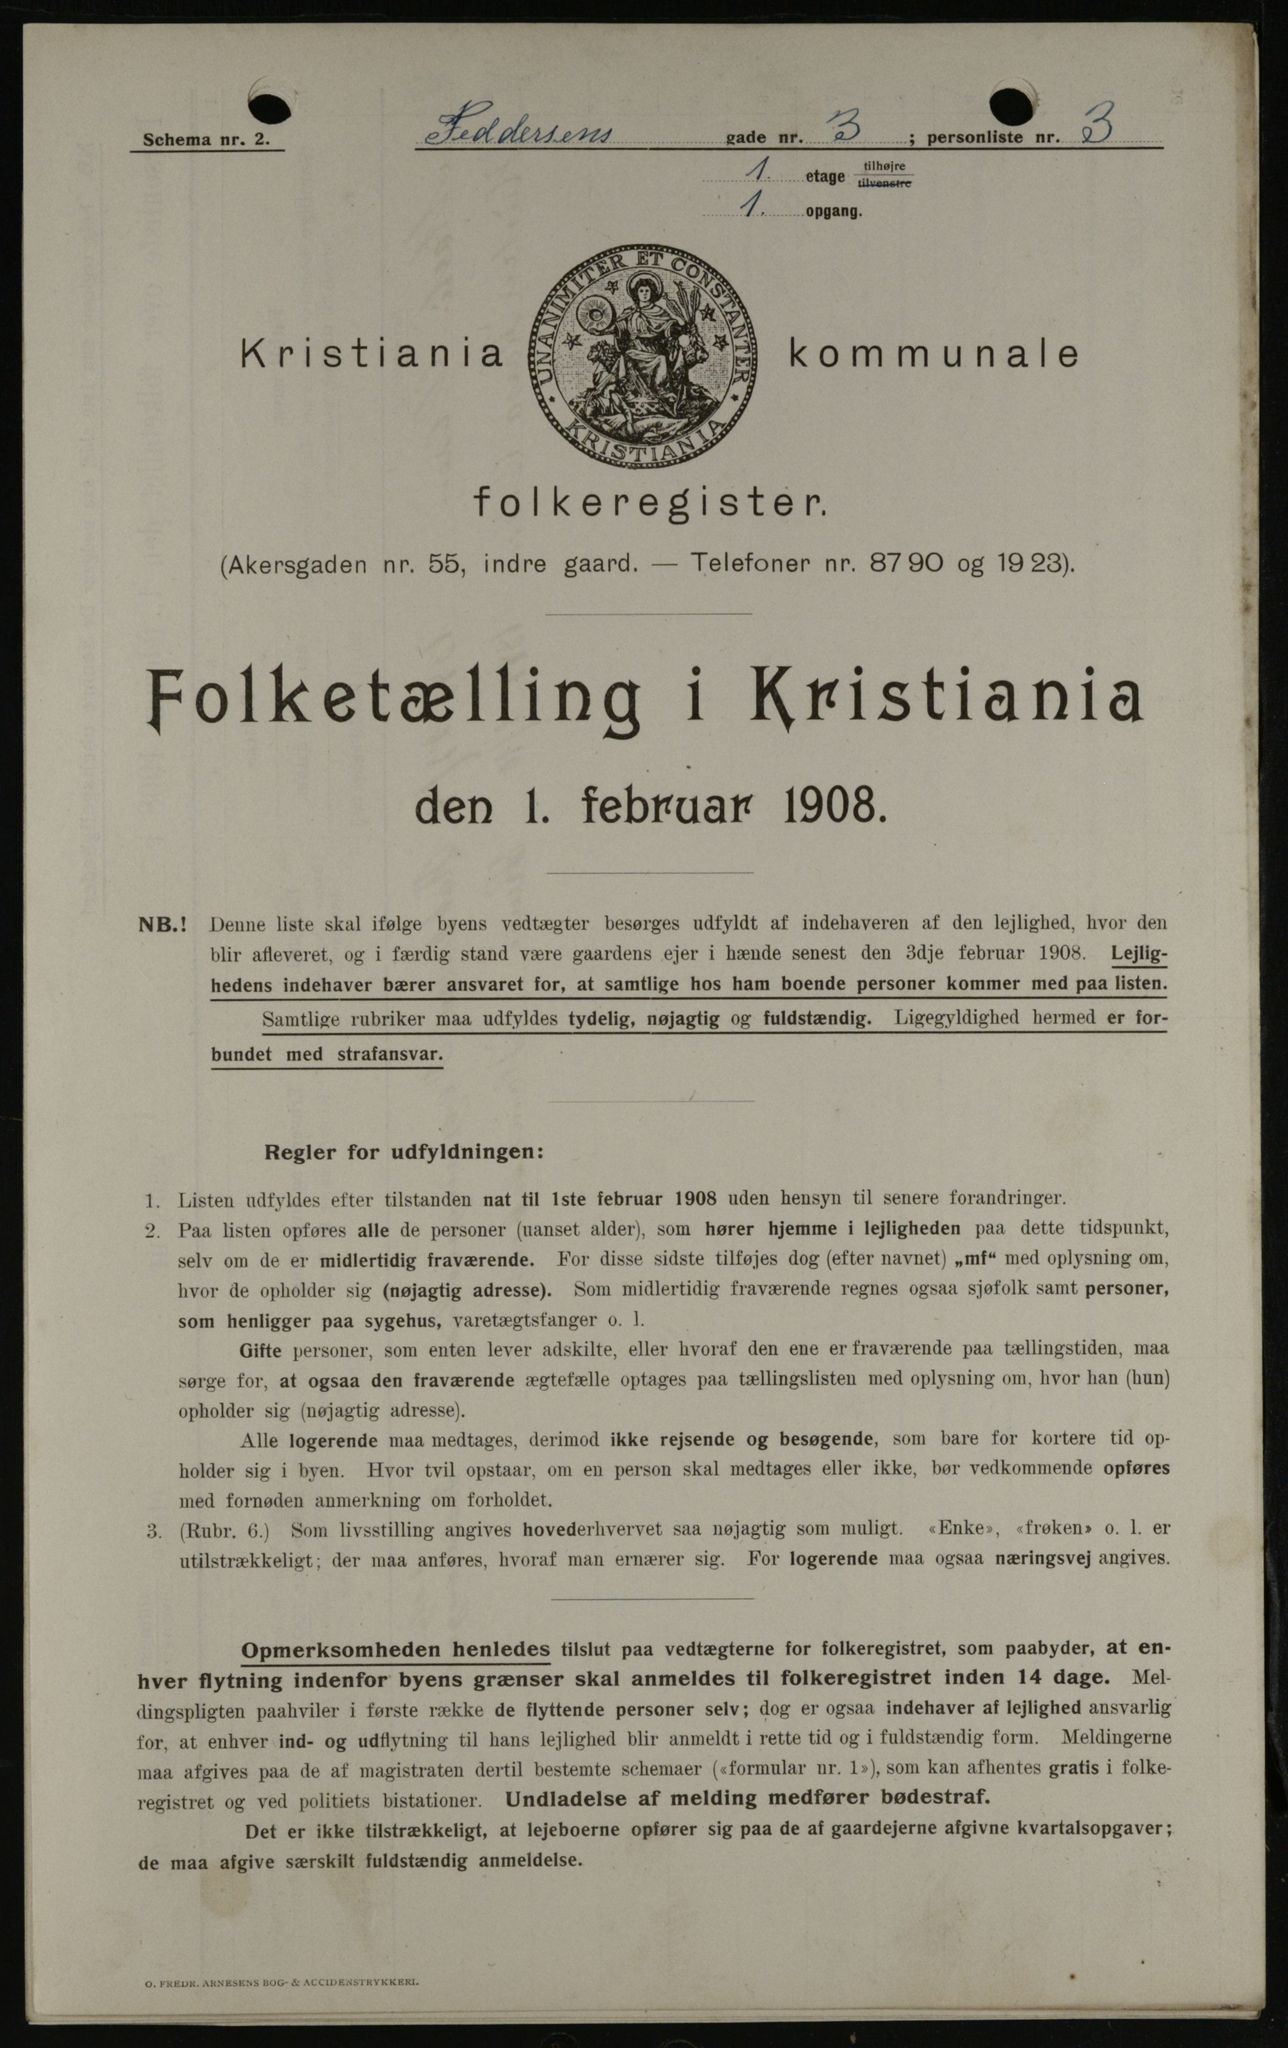 Schema nr. 2. Feddersens gade nr. 3 ; personliste nr. 3
1. etage tilhøjre
tilvenstre
1. opgang.
UNANIMITER ET CONSTANTER
KRISTIANIA
Kristiania kommunale
folkeregister.
(Akersgaden nr. 55, indre gaard. — Telefoner nr. 8790 og 1923).
Folketælling i Kristiania
den 1. februar 1908.
NB.! Denne liste skal ifølge byens vedtægter besørges udfyldt af indehaveren af den lejlighed, hvor den
blir afleveret, og i færdig stand være gaardens ejer i hænde senest den 3dje februar 1908. Lejlig-
hedens indehaver bærer ansvaret for, at samtlige hos ham boende personer kommer med paa listen.
Samtlige rubriker maa udfyldes tydelig, nøjagtig og fuldstændig. Ligegyldighed hermed er for-
bundet med strafansvar.
Regler for udfyldningen:
1. Listen udfyldes efter tilstanden nat til 1ste februar 1908 uden hensyn til senere forandringer.
2. Paa listen opføres alle de personer (uanset alder), som hører hjemme i lejligheden paa dette tidspunkt,
selv om de er midlertidig fraværende. For disse sidste tilføjes dog (efter navnet) „mf“ med oplysning om,
hvor de opholder sig (nøjagtig adresse). Som midlertidig fraværende regnes ogsaa sjøfolk samt personer,
som henligger paa sygehus, varetægtsfanger o. l.
Gifte personer, som enten lever adskilte, eller hvoraf den ene er fraværende paa tællingstiden, maa
sørge for, at ogsaa den fraværende ægtefælle optages paa tællingslisten med oplysning om, hvor han (hun)
opholder sig (nøjagtig adresse).
Alle logerende maa medtages, derimod ikke rejsende og besøgende, som bare for kortere tid op-
holder sig i byen. Hvor tvil opstaar, om en person skal medtages eller ikke, bør vedkommende opføres
med fornøden anmerkning om forholdet.
3. (Rubr. 6.) Som livsstilling angives hovederhvervet saa nøjagtig som muligt. «Enke», «frøken» o. l. er
utilstrækkeligt; der maa anføres, hvoraf man ernærer sig. For logerende maa ogsaa næringsvej angives.
Opmerksomheden henledes tilslut paa vedtægterne for folkeregistret, som paabyder, at en-
hver flytning indenfor byens grænser skal anmeldes til folkeregistret inden 14 dage. Mel-
dingspligten paahviler i første række de flyttende personer selv; dog er ogsaa indehaver af lejlighed ansvarlig
for, at enhver ind- og udflytning til hans lejlighed blir anmeldt i rette tid og i fuldstændig form. Meldingerne
maa afgives paa de af magistraten dertil bestemte schemaer («formular nr. 1»), som kan afhentes gratis i folke-
registret og ved politiets bistationer. Undladelse af melding medfører bødestraf.
Det er ikke tilstrækkeligt, at lejeboerne opfører sig paa de af gaardejerne afgivne kvartalsopgaver;
de maa afgive særskilt fuldstændig anmeldelse.
O. FREDR. ARNESENS BOG- & ACCIDENSTRYKKERI.